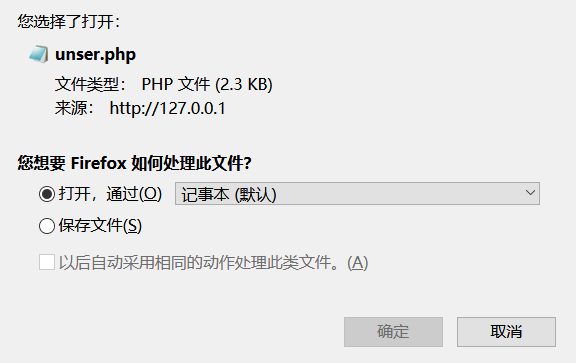 您选择了打开：
unser.php
文件类型： PHP 文件 (2.3 KB)
来源： http://127.0.0.1
您想要 Firefox 如何处理此文件?
打开，通过(O) 记事本 (默认)
保存文件(S)
以后自动采用相同的动作处理此类文件。(A)
确定 取消